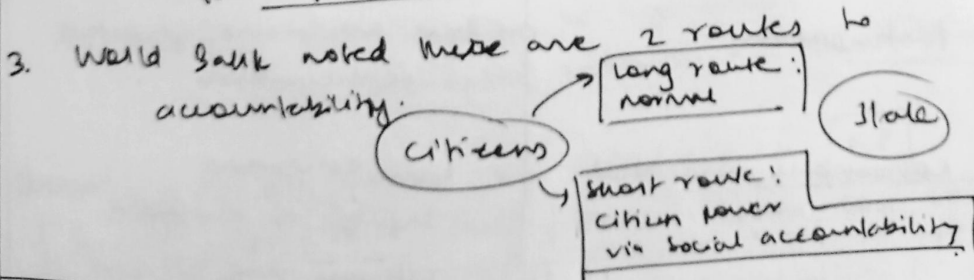 3. World Bank noted there are 2 routes to
accountability.
Citizens
long route:
normal
State
short route:
citizen power
via social accountability